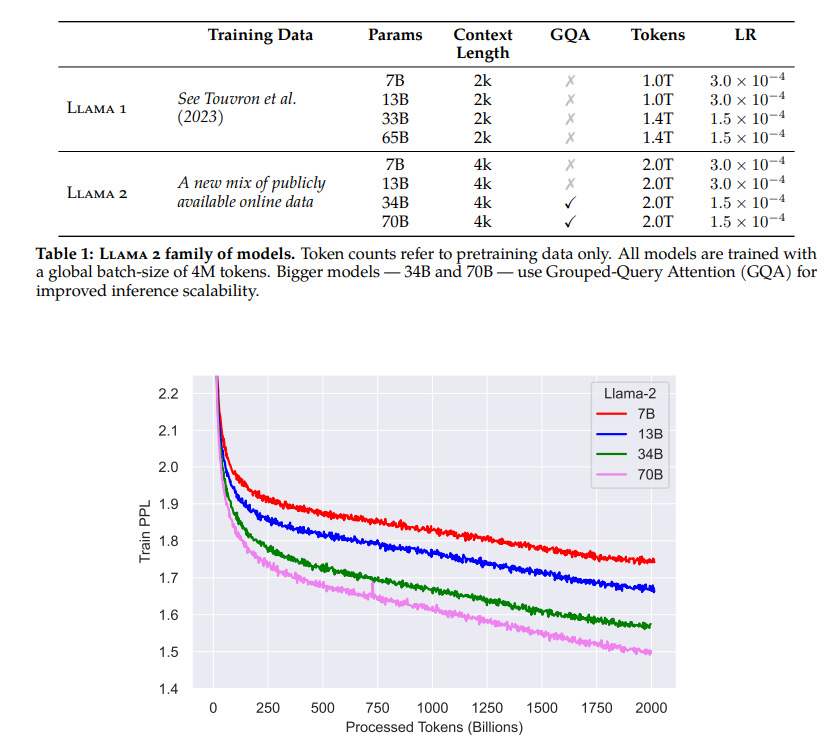 Training Data Params Context Length GQA Tokens LR
LLAMA 1 See Touvron et al. (2023)
7B 2k ✗ 1.0T 3.0 × 10⁻⁴
13B 2k ✗ 1.0T 3.0 × 10⁻⁴
33B 2k ✗ 1.4T 1.5 × 10⁻⁴
65B 2k ✗ 1.4T 1.5 × 10⁻⁴
LLAMA 2 A new mix of publicly available online data
7B 4k ✗ 2.0T 3.0 × 10⁻⁴
13B 4k ✗ 2.0T 3.0 × 10⁻⁴
34B 4k ✓ 2.0T 1.5 × 10⁻⁴
70B 4k ✓ 2.0T 1.5 × 10⁻⁴
Table 1: LLAMA 2 family of models. Token counts refer to pretraining data only. All models are trained with
a global batch-size of 4M tokens. Bigger models — 34B and 70B — use Grouped-Query Attention (GQA) for
improved inference scalability.
Llama-2
7B
13B
34B
70B
Train PPL
2.2
2.1
2.0
1.9
1.8
1.7
1.6
1.5
1.4
0 250 500 750 1000 1250 1500 1750 2000
Processed Tokens (Billions)